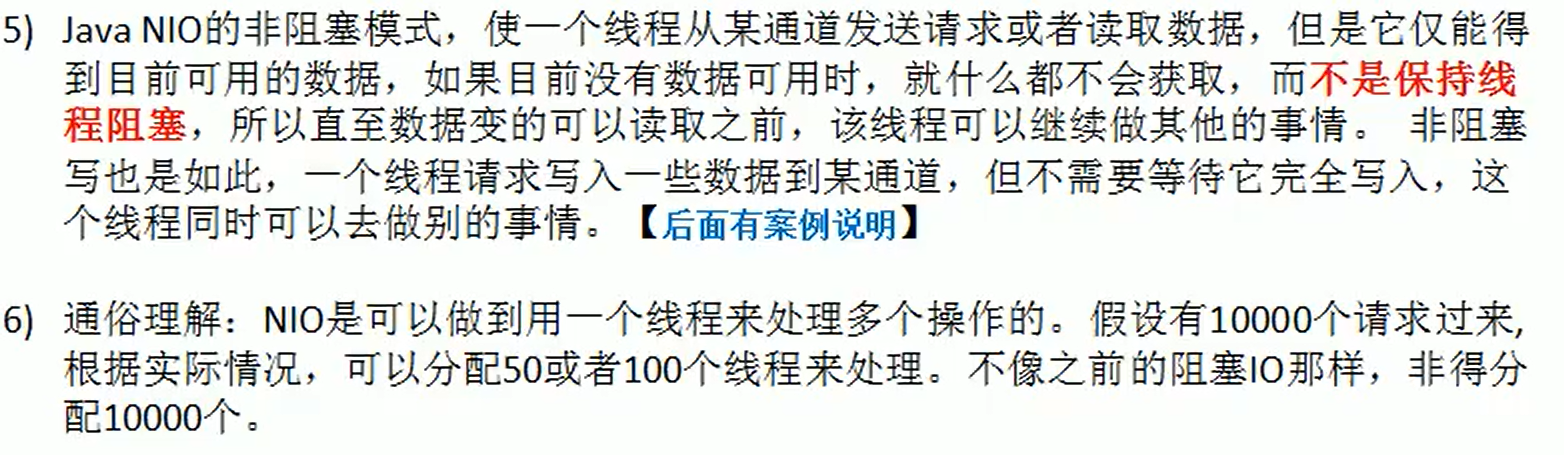 5) Java NIO的非阻塞模式，使一个线程从某通道发送请求或者读取数据，但是它仅能得
到目前可用的数据，如果目前没有数据可用时，就什么都不会获取，而不是保持线
程阻塞，所以直至数据变的可以读取之前，该线程可以继续做其他的事情。 非阻塞
写也是如此，一个线程请求写入一些数据到某通道，但不需要等待它完全写入，这
个线程同时可以去做别的事情。【后面有案例说明】
6) 通俗理解：NIO是可以做到用一个线程来处理多个操作的。假设有10000个请求过来,
根据实际情况，可以分配50或者100个线程来处理。不像之前的阻塞IO那样，非得分
配10000个。